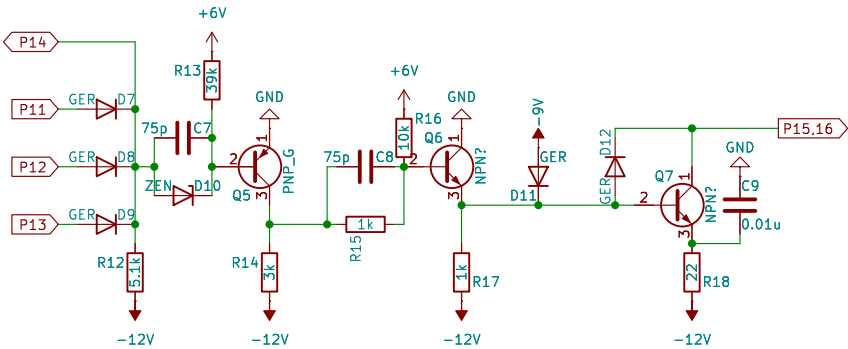 +6V
P14
R13
39k
+6V
GND
GND
-9V
P11
GER
D7
75p
C7
R16
10k
Q6
D12
P15,16
GND
1
1
P12
GER
D8
2
PNP_G
75p
C8
2
NPN?
GER
Q7
1
C9
ZEN
D10
Q5
3
3
D11
GER
2
NPN?
P13
GER
D9
1k
R15
3
0.01u
R12
5.1k
R14
3k
1k
R17
22
R18
-12V
-12V
-12V
-12V